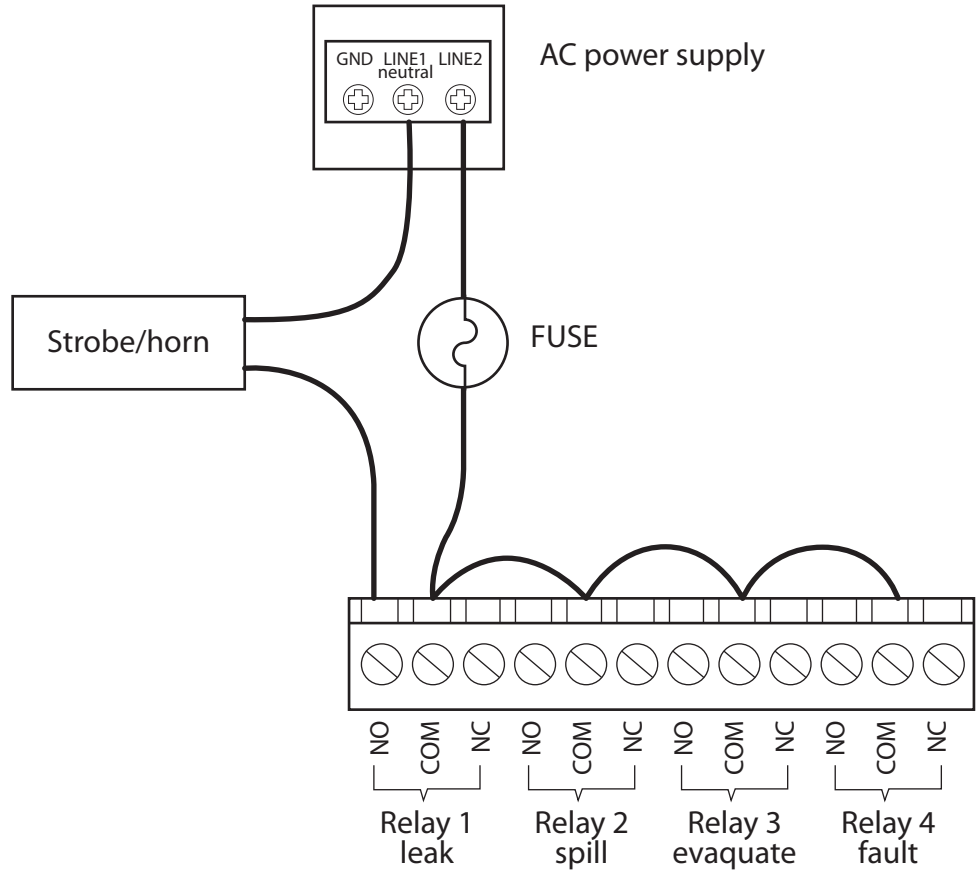 GND LINE1 LINE2
neutral
AC power supply
Strobe/horn
FUSE
NO COM NC NO COM NC NO COM NC NO COM NC
Relay 1 Relay 2 Relay 3 Relay 4
leak spill evaquate fault